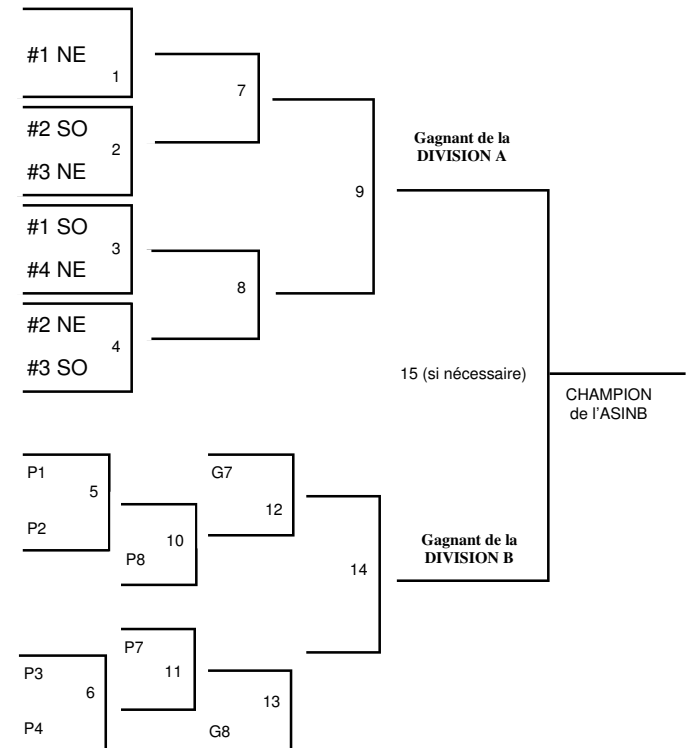 #1 NE
1
7
#2 SO
2
#3 NE
Gagnant de la
DIVISION A
9
#1 SO
3
#4 NE
8
#2 NE
4
#3 SO
15 (si nécessaire)
CHAMPION
de l'ASINB
P1
5
P2
G7
12
10
P8
Gagnant de la
DIVISION B
14
P7
11
P3
6
P4
13
G8